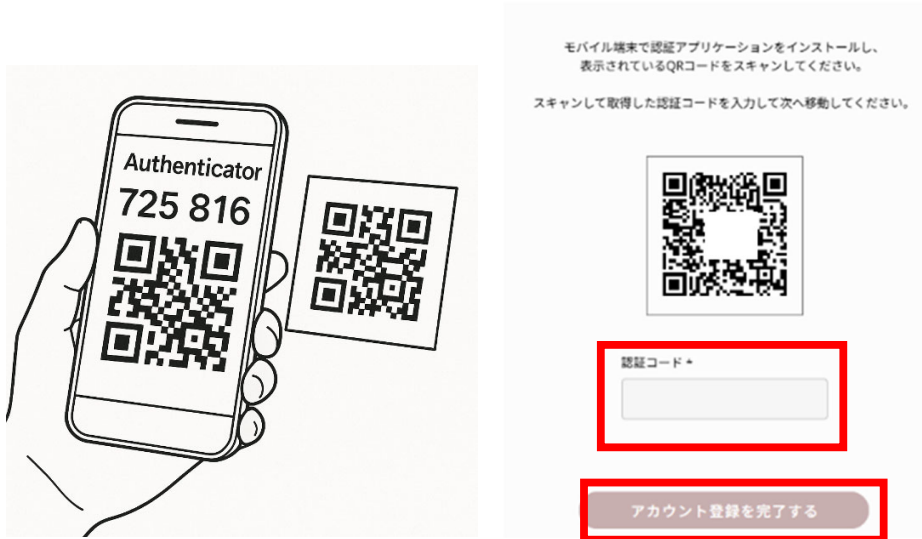 Authenticator
725 816
モバイル端末で認証アプリケーションをインストールし、
表示されているQRコードをスキャンしてください。
スキャンして取得した認証コードを入力して次へ移動してください。
認証コード *
アカウント登録を完了する